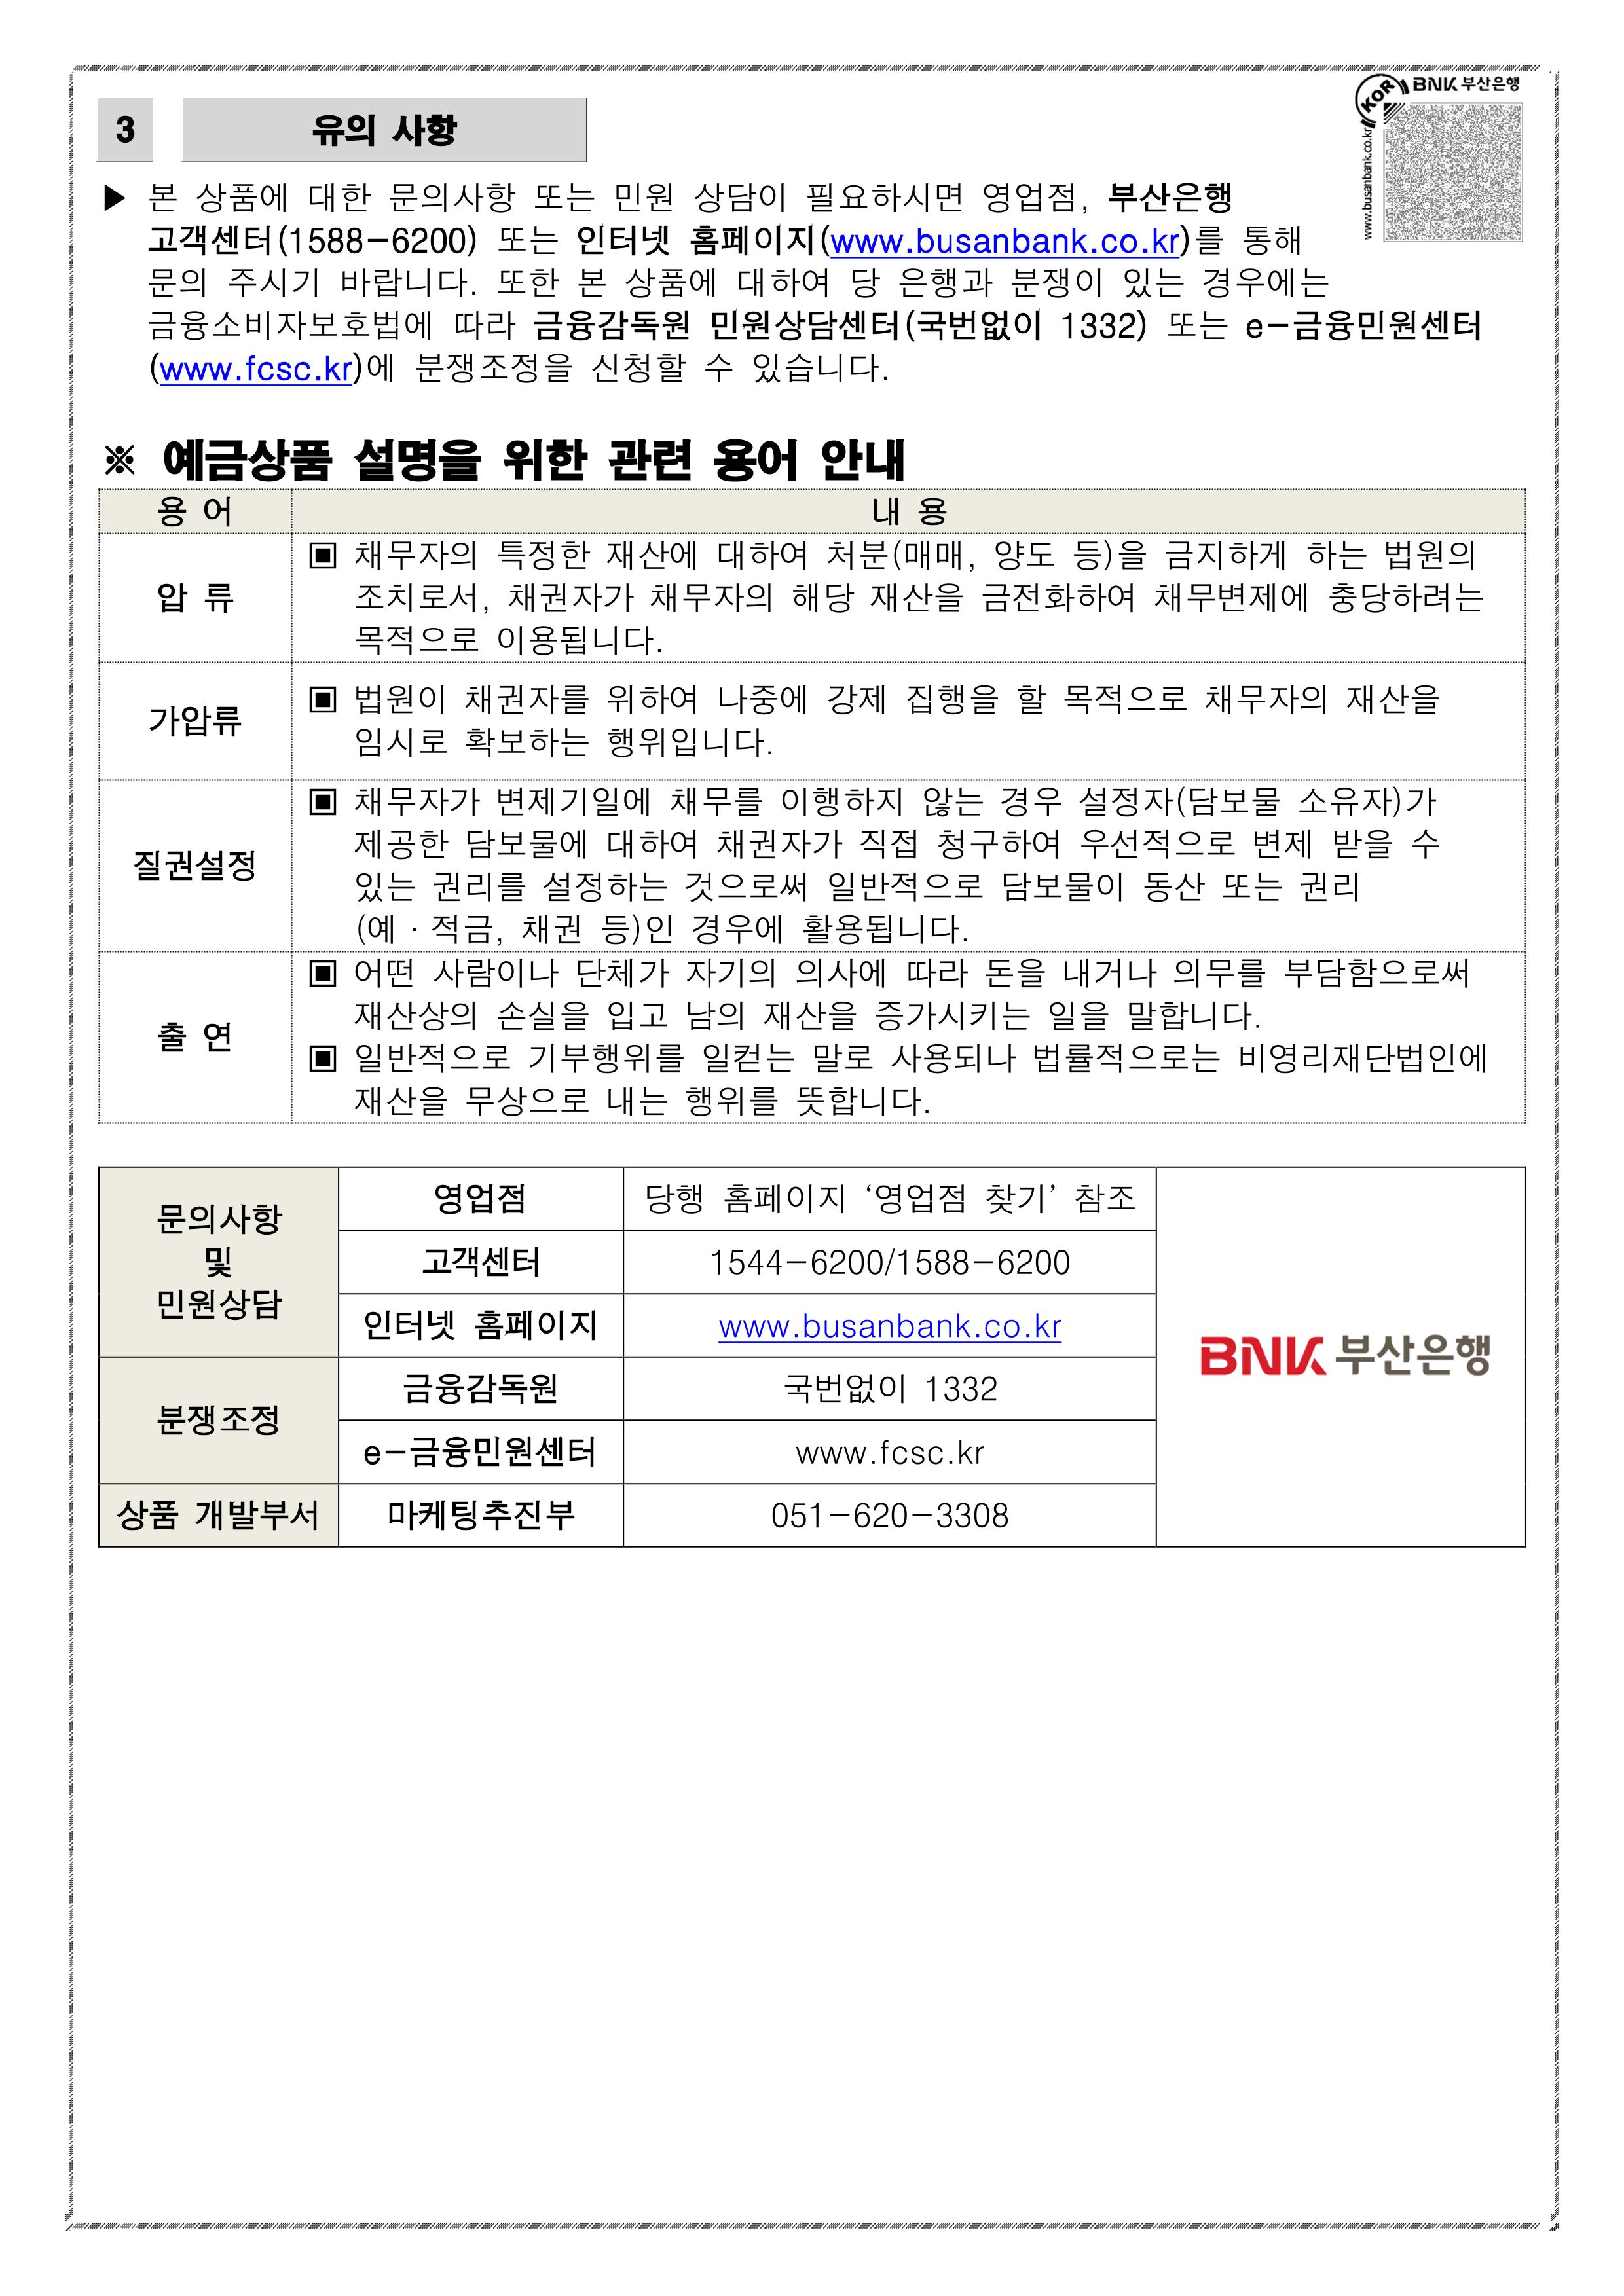 KOR BNK 부산은행
www.busanbank.co.kr
3 유의 사항
▶ 본 상품에 대한 문의사항 또는 민원 상담이 필요하시면 영업점, 부산은행
고객센터(1588-6200) 또는 인터넷 홈페이지(www.busanbank.co.kr)를 통해
문의 주시기 바랍니다. 또한 본 상품에 대하여 당 은행과 분쟁이 있는 경우에는
금융소비자보호법에 따라 금융감독원 민원상담센터(국번없이 1332) 또는 e-금융민원센터
(www.fcsc.kr)에 분쟁조정을 신청할 수 있습니다.
※ 예금상품 설명을 위한 관련 용어 안내
용 어 내 용
압 류
▣ 채무자의 특정한 재산에 대하여 처분(매매, 양도 등)을 금지하게 하는 법원의
조치로서, 채권자가 채무자의 해당 재산을 금전화하여 채무변제에 충당하려는
목적으로 이용됩니다.
가압류
▣ 법원이 채권자를 위하여 나중에 강제 집행을 할 목적으로 채무자의 재산을
임시로 확보하는 행위입니다.
질권설정
▣ 채무자가 변제기일에 채무를 이행하지 않는 경우 설정자(담보물 소유자)가
제공한 담보물에 대하여 채권자가 직접 청구하여 우선적으로 변제 받을 수
있는 권리를 설정하는 것으로써 일반적으로 담보물이 동산 또는 권리
(예·적금, 채권 등)인 경우에 활용됩니다.
출 연
▣ 어떤 사람이나 단체가 자기의 의사에 따라 돈을 내거나 의무를 부담함으로써
재산상의 손실을 입고 남의 재산을 증가시키는 일을 말합니다.
▣ 일반적으로 기부행위를 일컫는 말로 사용되나 법률적으로는 비영리재단법인에
재산을 무상으로 내는 행위를 뜻합니다.
문의사항
및
민원상담
영업점 당행 홈페이지 ‘영업점 찾기’ 참조
고객센터 1544-6200/1588-6200
인터넷 홈페이지 www.busanbank.co.kr
분쟁조정
금융감독원 국번없이 1332
e-금융민원센터 www.fcsc.kr
상품 개발부서 마케팅추진부 051-620-3308
BNK 부산은행